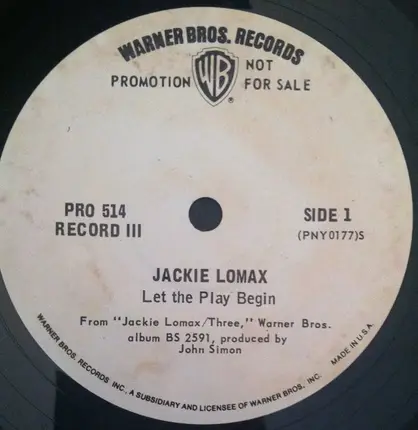 WARNER BROS. RECORDS
PROMOTION WB NOT FOR SALE
®
PRO 514
RECORD III
SIDE 1
(PNY0177)S
JACKIE LOMAX
Let the Play Begin
From "Jackie Lomax/Three," Warner Bros.
album BS 2591, produced by
John Simon
WARNER BROS. RECORDS INC., A SUBSIDIARY AND LICENSEE OF WARNER BROS. INC. MADE IN U.S.A.